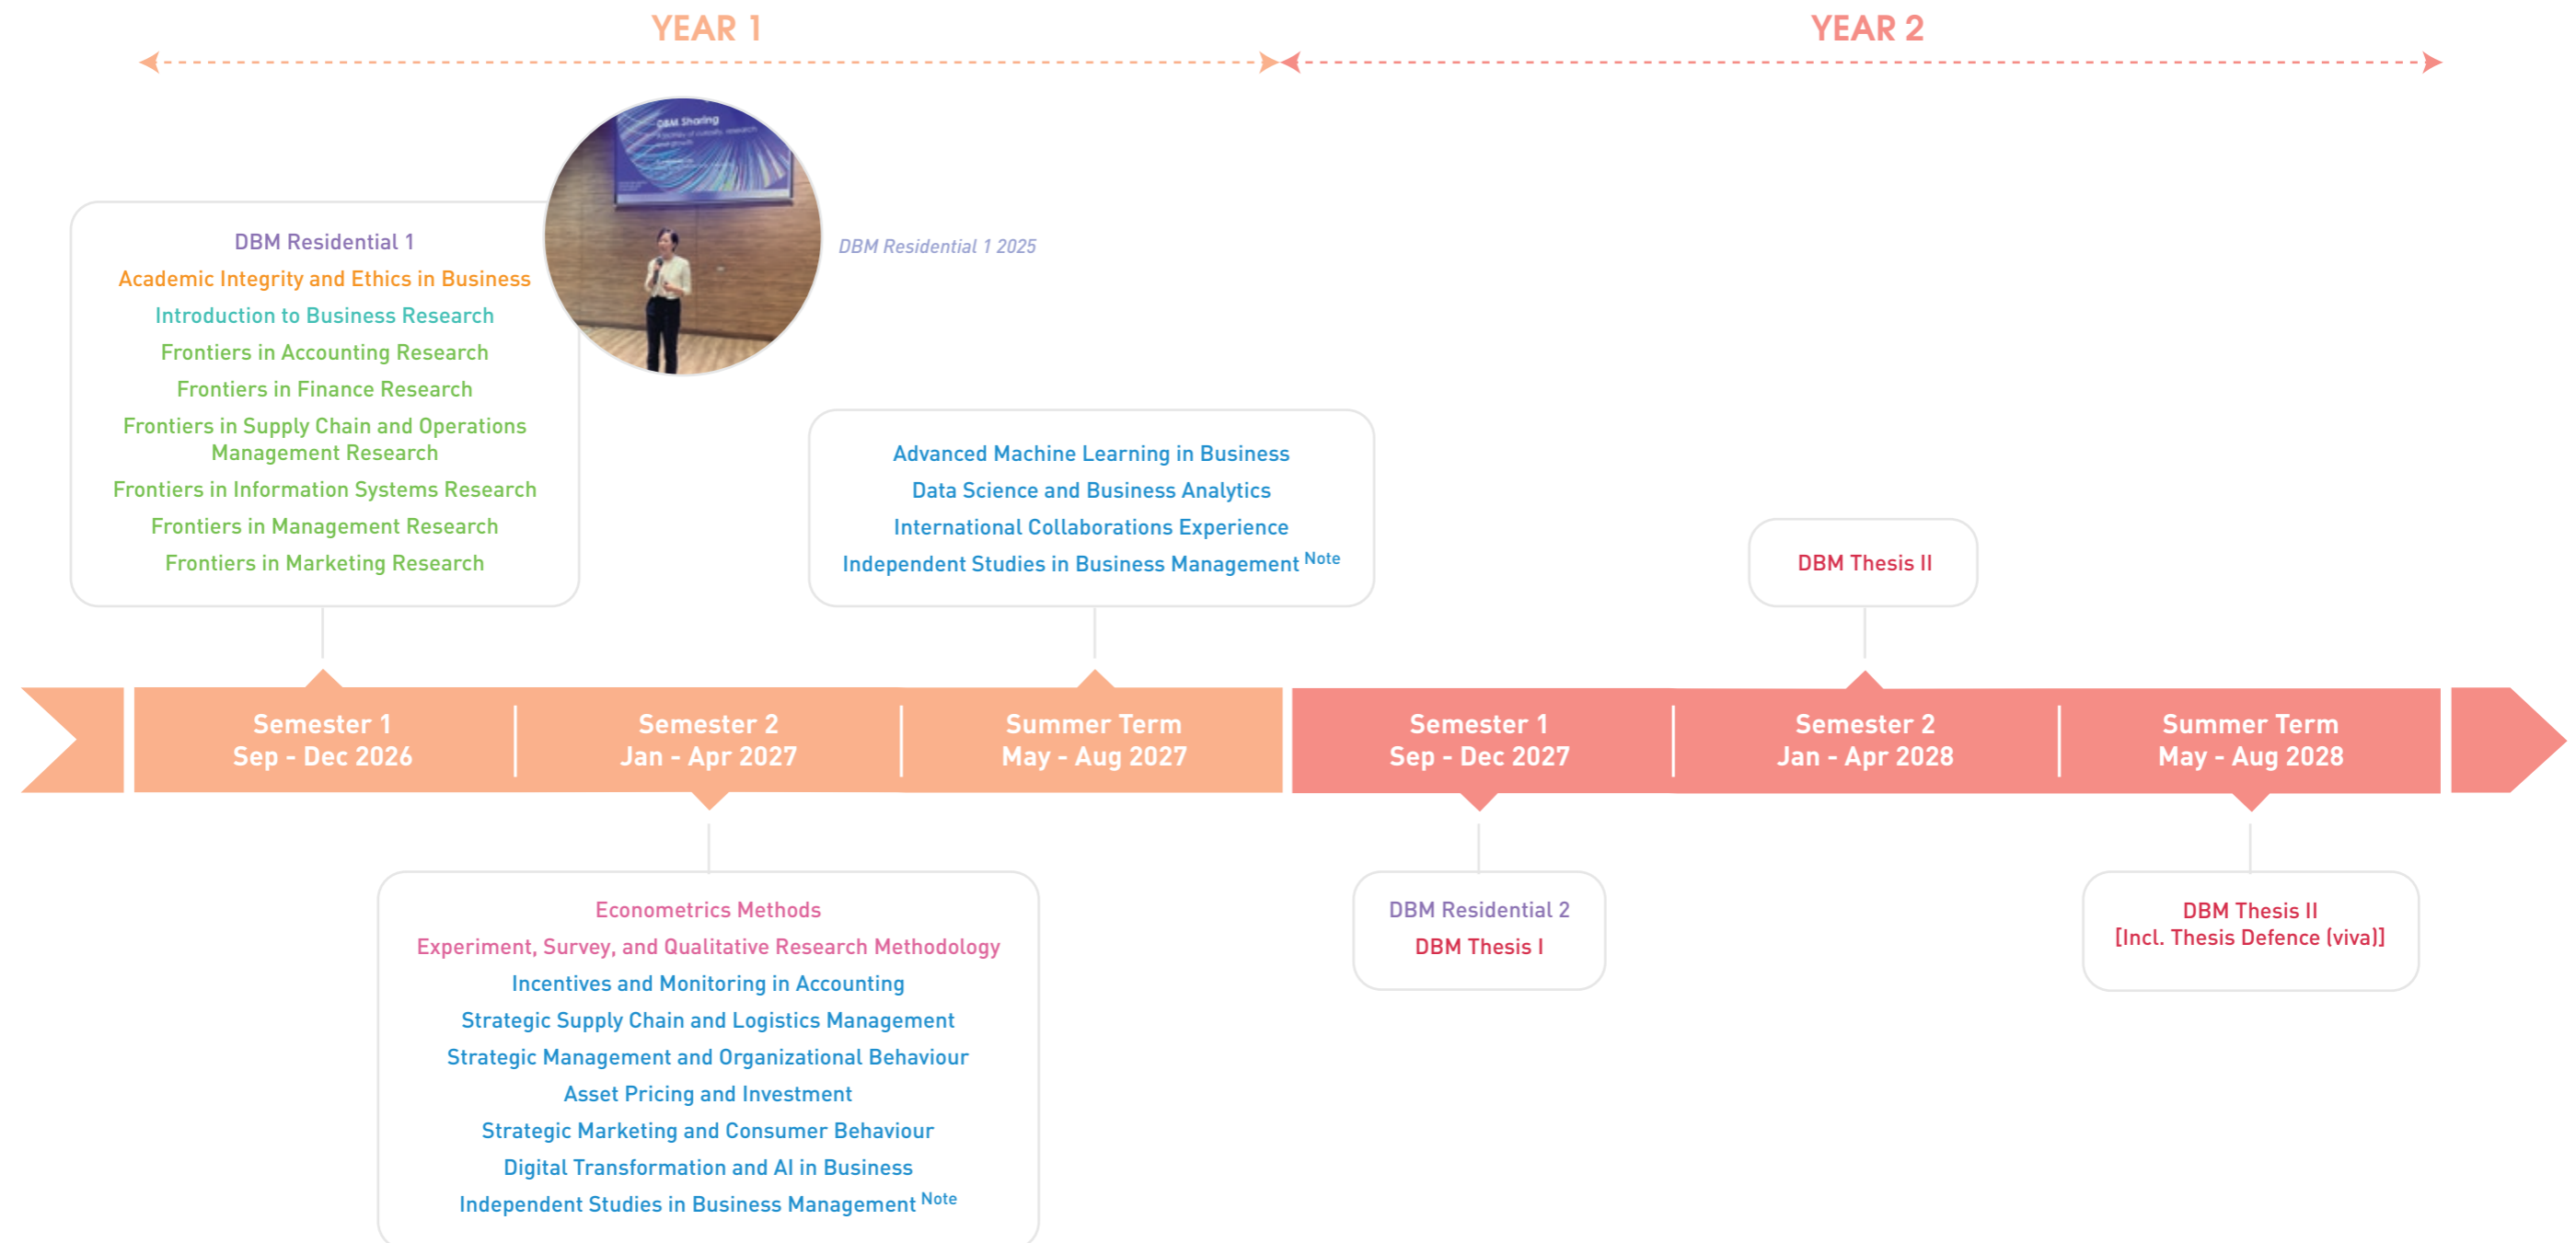 YEAR 1
YEAR 2
DBM Sharing
DBM Residential 1 2025
DBM Residential 1
Academic Integrity and Ethics in Business
Introduction to Business Research
Frontiers in Accounting Research
Frontiers in Finance Research
Frontiers in Supply Chain and Operations
Management Research
Frontiers in Information Systems Research
Frontiers in Management Research
Frontiers in Marketing Research
Advanced Machine Learning in Business
Data Science and Business Analytics
International Collaborations Experience
Independent Studies in Business Management Note
DBM Thesis II
Semester 1
Sep - Dec 2026
Semester 2
Jan - Apr 2027
Summer Term
May - Aug 2027
Semester 1
Sep - Dec 2027
Semester 2
Jan - Apr 2028
Summer Term
May - Aug 2028
Econometrics Methods
Experiment, Survey, and Qualitative Research Methodology
Incentives and Monitoring in Accounting
Strategic Supply Chain and Logistics Management
Strategic Management and Organizational Behaviour
Asset Pricing and Investment
Strategic Marketing and Consumer Behaviour
Digital Transformation and AI in Business
Independent Studies in Business Management Note
DBM Residential 2
DBM Thesis I
DBM Thesis II
[Incl. Thesis Defence (viva)]